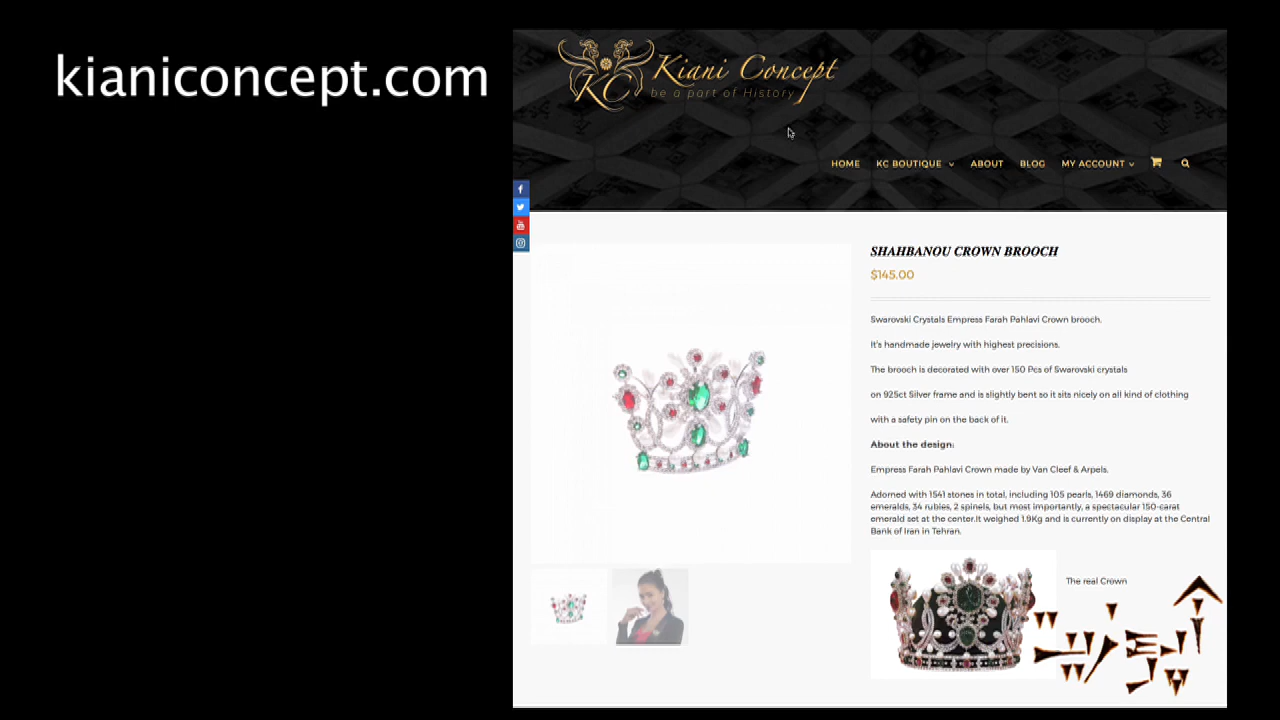 kianiconcept.com
KC
Kiani Concept
be a part of History
HOME KC BOUTIQUE ABOUT BLOG MY ACCOUNT
SHAHBANOU CROWN BROOCH
$145.00
Swarovski Crystals Empress Farah Pahlavi Crown brooch.
It's handmade jewelry with highest precisions.
The brooch is decorated with over 150 Pcs of Swarovski crystals
on 925ct Silver frame and is slightly bent so it sits nicely on all kind of clothing
with a safety pin on the back of it.
About the design:
Empress Farah Pahlavi Crown made by Van Cleef & Arpels.
Adorned with 1541 stones in total, including 105 pearls, 1469 diamonds, 36
emeralds, 34 rubies, 2 spinels, but most importantly, a spectacular 150-carat
emerald set at the center.It weighed 1.9Kg and is currently on display at the Central
Bank of Iran in Tehran.
The real Crown